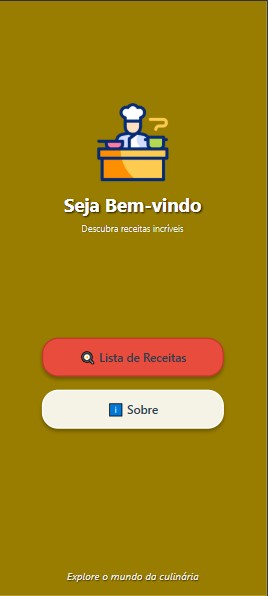 Seja Bem-vindo
Descubra receitas incríveis
Lista de Receitas
Sobre
Explore o mundo da culinária